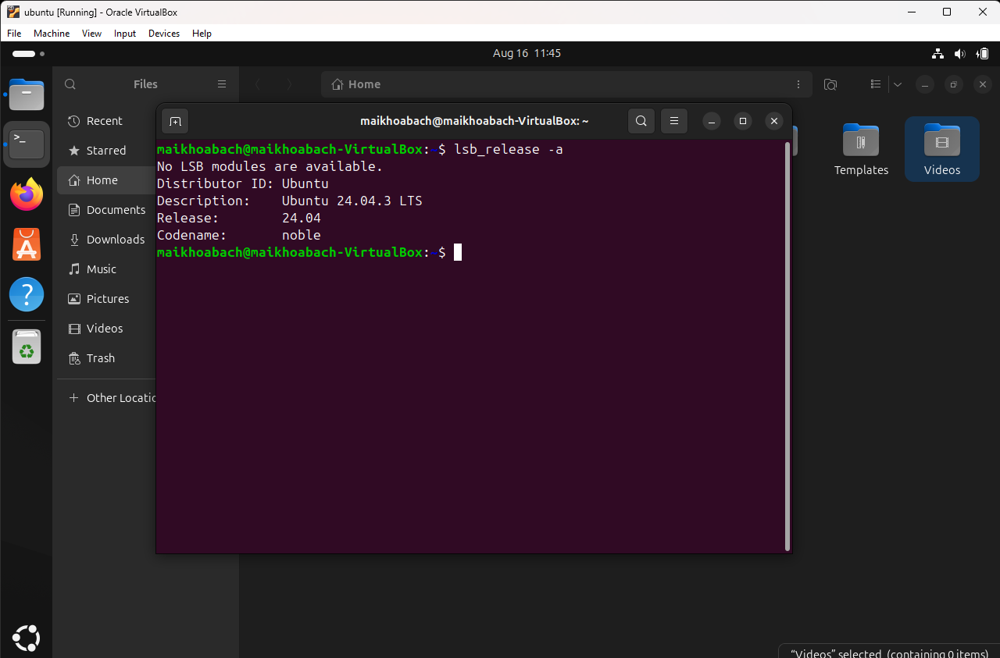 ubuntu [Running] - Oracle VirtualBox
File Machine View Input Devices Help
Aug 16 11:45
Files
Home
Recent
Starred
Home
Documents
Downloads
Music
Pictures
Videos
Trash
Other Locatio
Templates
Videos
maikhoabach@maikhoabach-VirtualBox: ~
maikhoabach@maikhoabach-VirtualBox:~$ lsb_release -a
No LSB modules are available.
Distributor ID: Ubuntu
Description: Ubuntu 24.04.3 LTS
Release: 24.04
Codename: noble
maikhoabach@maikhoabach-VirtualBox:~$
“Videos” selected (containing 0 items)